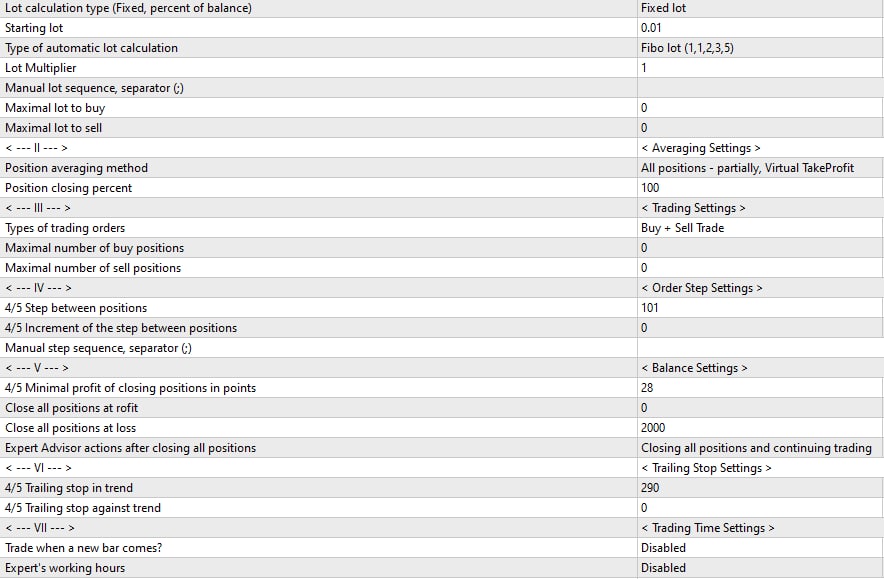 Lot calculation type (Fixed, percent of balance) Fixed lot
Starting lot 0.01
Type of automatic lot calculation Fibo lot (1,1,2,3,5)
Lot Multiplier 1
Manual lot sequence, separator (;)
Maximal lot to buy 0
Maximal lot to sell 0
< --- II --- > < Averaging Settings >
Position averaging method All positions - partially, Virtual TakeProfit
Position closing percent 100
< --- III --- > < Trading Settings >
Types of trading orders Buy + Sell Trade
Maximal number of buy positions 0
Maximal number of sell positions 0
< --- IV --- > < Order Step Settings >
4/5 Step between positions 101
4/5 Increment of the step between positions 0
Manual step sequence, separator (;)
< --- V --- > < Balance Settings >
4/5 Minimal profit of closing positions in points 28
Close all positions at rofit 0
Close all positions at loss 2000
Expert Advisor actions after closing all positions Closing all positions and continuing trading
< --- VI --- > < Trailing Stop Settings >
4/5 Trailing stop in trend 290
4/5 Trailing stop against trend 0
< --- VII --- > < Trading Time Settings >
Trade when a new bar comes? Disabled
Expert's working hours Disabled